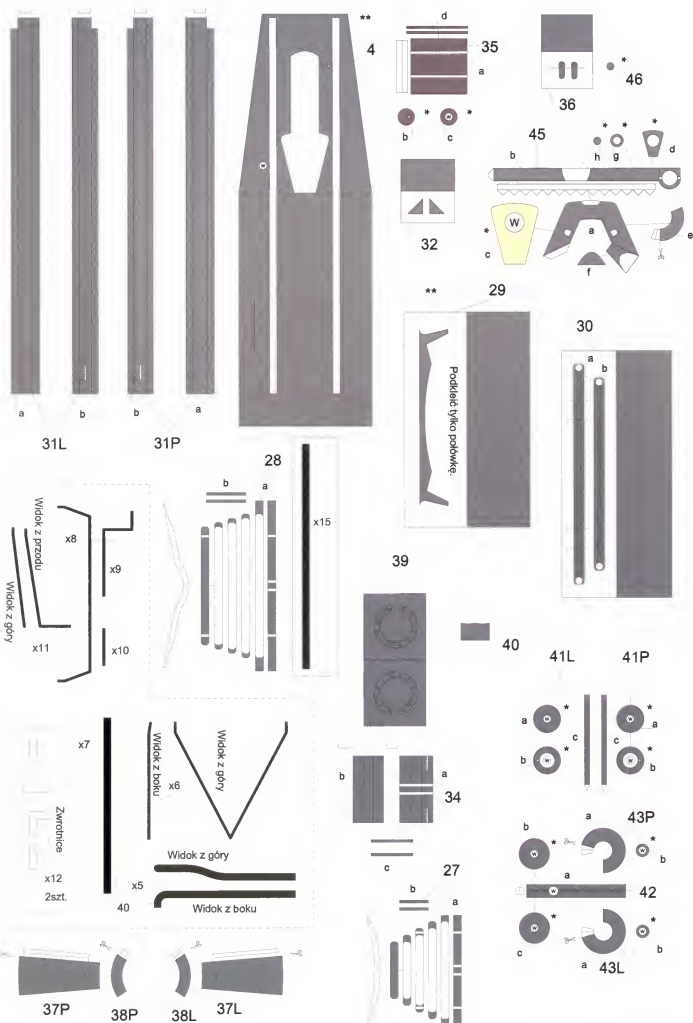 **
4
d
35
a
* *
b c
36
*
46
32
45
* * *
b h g d
W
a
*
c
e
f
**
29
Podkleić tylko połówkę.
30
a
b
a b b a
31L 31P
W
28
b a
x15
Widok z przodu
x8
x9
Widok z góry
x11
x10
39
40
41L 41P
a W * W * a
c c
b W * W * b
x7
Widok z boku
x6
Widok z góry
Zwrotnice
x12
2szt.
Widok z góry
x5
40
Widok z boku
b a
34
c
27
b a
a 43P
b
W * W *
b
a
W 42
W * W *
c b
a 43L
37P 38P 38L 37L